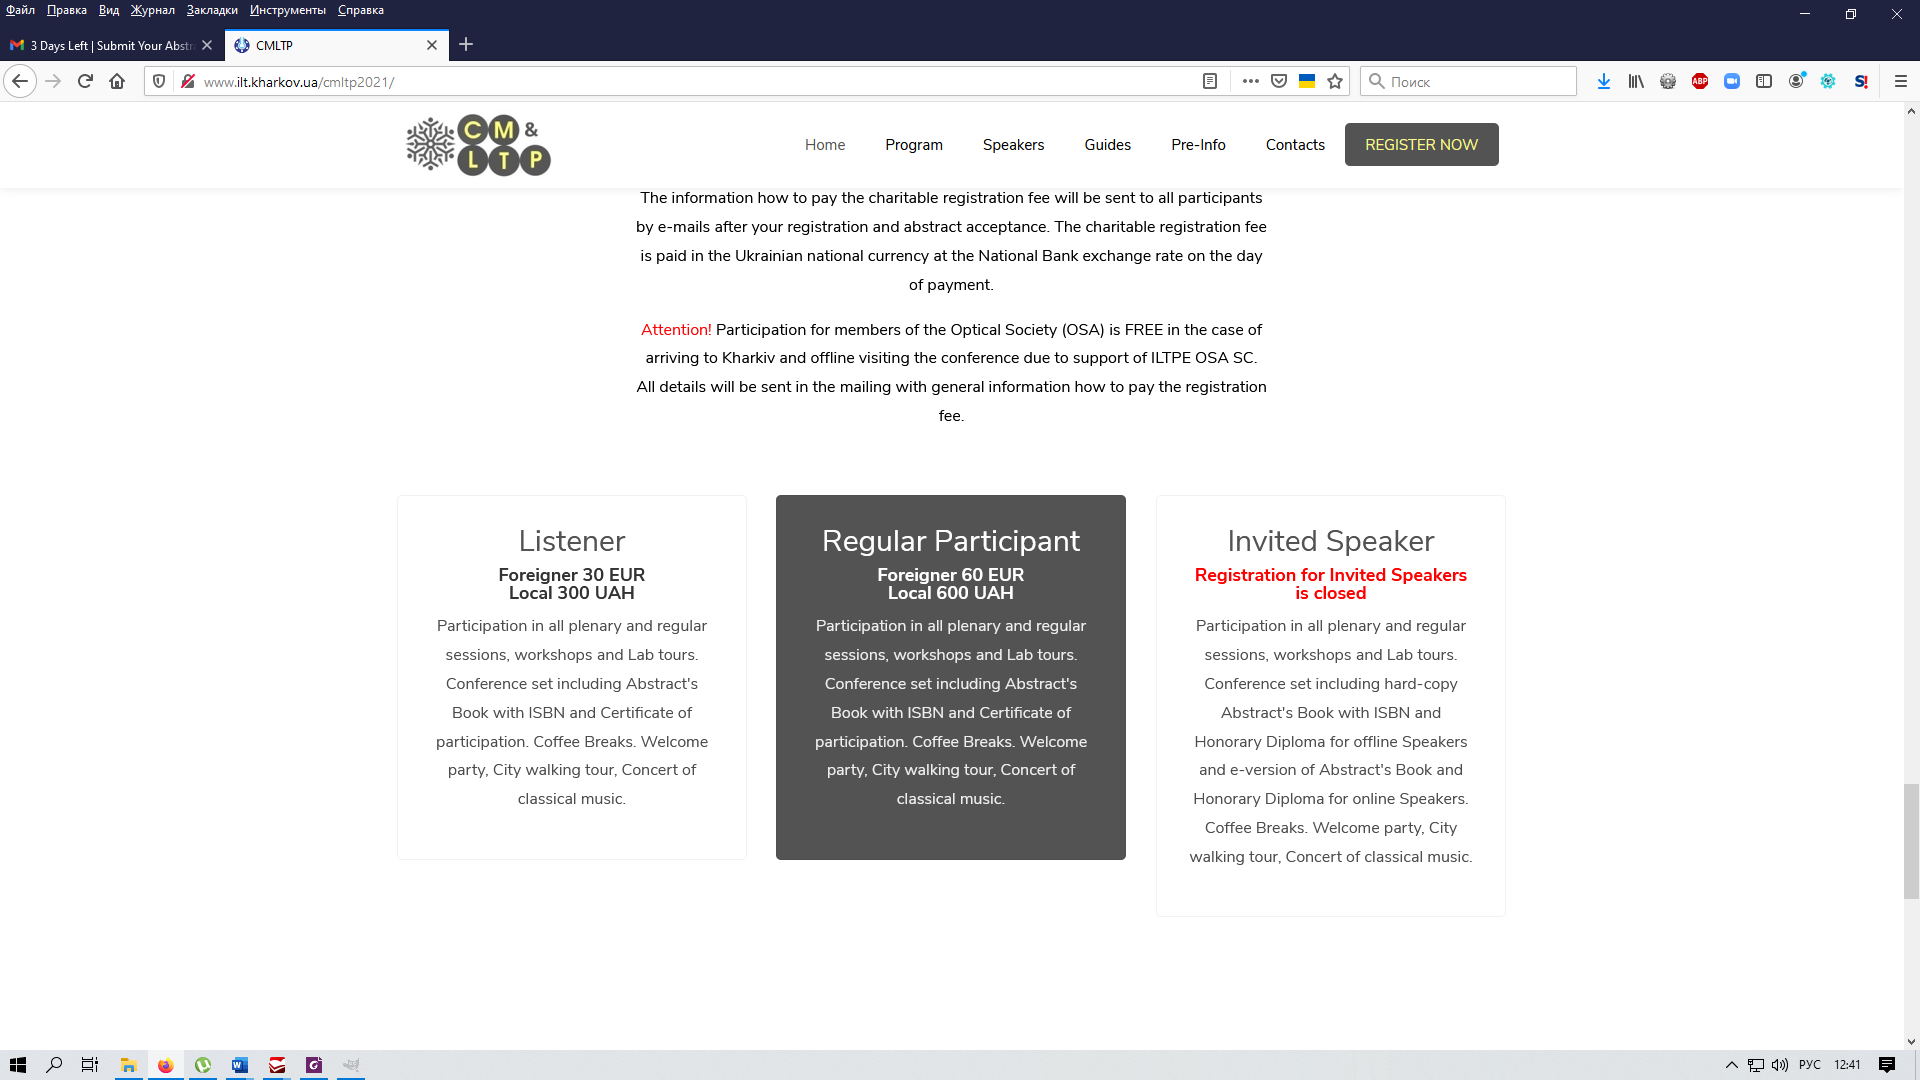 Файл Правка Вид Журнал Закладки Инструменты Справка
3 Days Left | Submit Your Abstr
CMLTP
www.ilt.kharkov.ua/cmltp2021/
Поиск
ABP
S!
CM &
LTP
Home Program Speakers Guides Pre-Info Contacts REGISTER NOW
The information how to pay the charitable registration fee will be sent to all participants
by e-mails after your registration and abstract acceptance. The charitable registration fee
is paid in the Ukrainian national currency at the National Bank exchange rate on the day
of payment.
Attention! Participation for members of the Optical Society (OSA) is FREE in the case of
arriving to Kharkiv and offline visiting the conference due to support of ILTPE OSA SC.
All details will be sent in the mailing with general information how to pay the registration
fee.
Listener
Foreigner 30 EUR
Local 300 UAH
Participation in all plenary and regular
sessions, workshops and Lab tours.
Conference set including Abstract's
Book with ISBN and Certificate of
participation. Coffee Breaks. Welcome
party, City walking tour, Concert of
classical music.
Regular Participant
Foreigner 60 EUR
Local 600 UAH
Participation in all plenary and regular
sessions, workshops and Lab tours.
Conference set including Abstract's
Book with ISBN and Certificate of
participation. Coffee Breaks. Welcome
party, City walking tour, Concert of
classical music.
Invited Speaker
Registration for Invited Speakers
is closed
Participation in all plenary and regular
sessions, workshops and Lab tours.
Conference set including hard-copy
Abstract's Book with ISBN and
Honorary Diploma for offline Speakers
and e-version of Abstract's Book and
Honorary Diploma for online Speakers.
Coffee Breaks. Welcome party, City
walking tour, Concert of classical music.
РУС 12:41